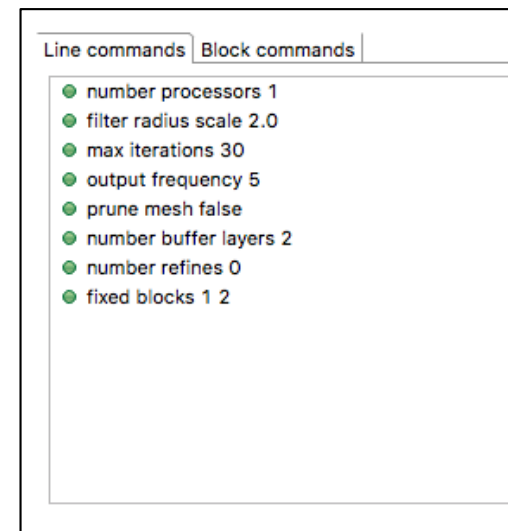 Line commands Block commands
number processors 1
filter radius scale 2.0
max iterations 30
output frequency 5
prune mesh false
number buffer layers 2
number refines 0
fixed blocks 1 2